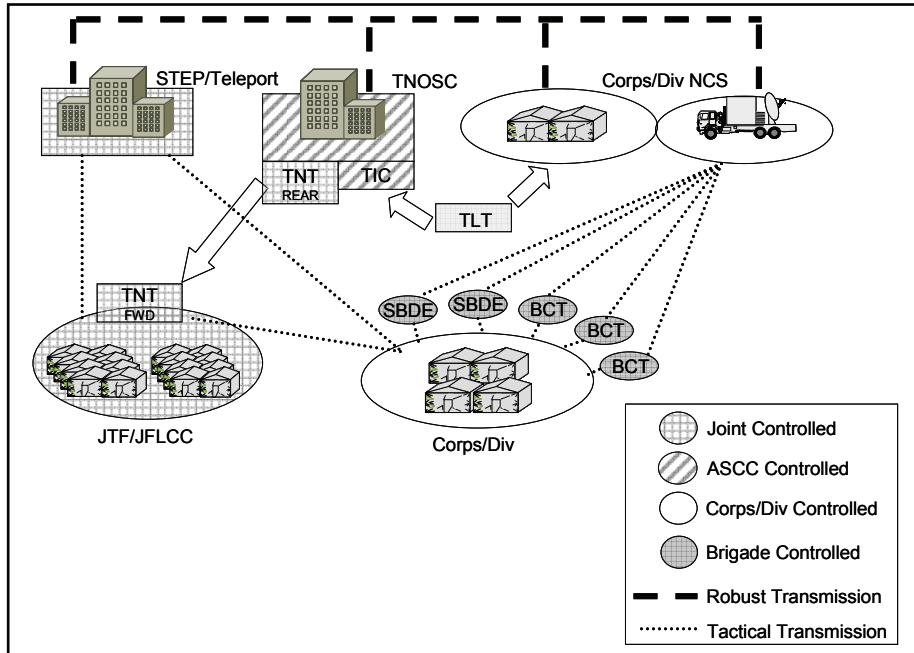 STEP/Teleport
TNOSC
Corps/Div NCS
TNT
REAR
TIC
TLT
TNT
FWD
SBDE
SBDE
BCT
BCT
BCT
JTF/JFLCC
Corps/Div
Joint Controlled
ASCC Controlled
Corps/Div Controlled
Brigade Controlled
Robust Transmission
Tactical Transmission